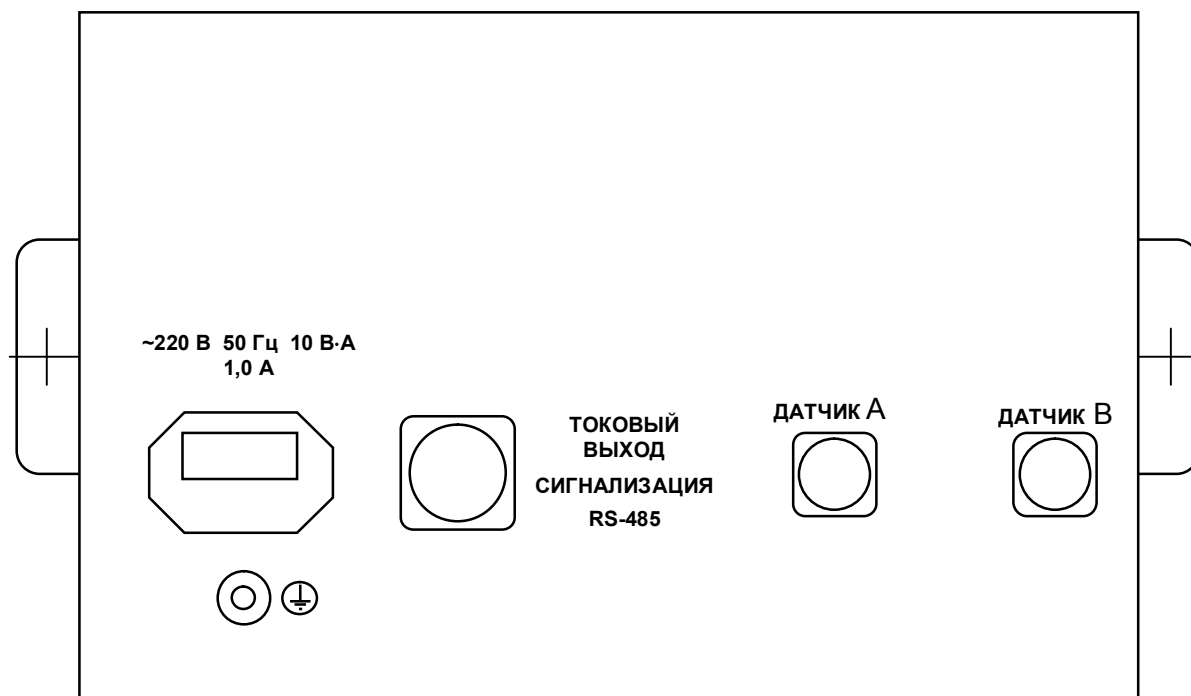 ~220 В 50 Гц 10 В·А
1,0 А
ТОКОВЫЙ
ВЫХОД
СИГНАЛИЗАЦИЯ
RS-485
ДАТЧИК А
ДАТЧИК В